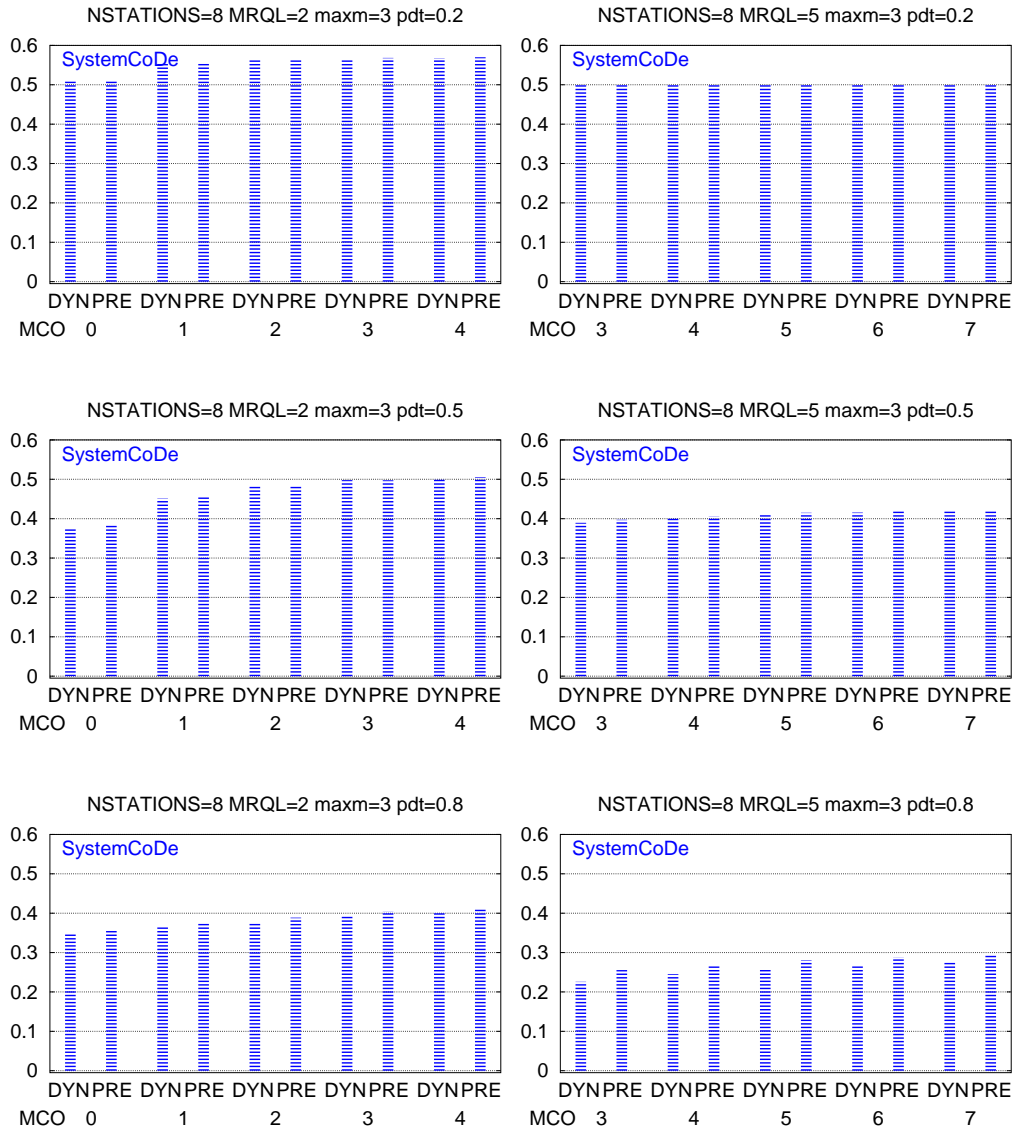 NSTATIONS=8 MRQL=2 maxm=3 pdt=0.2
0.6
SystemCoDe
0.5
0.4
0.3
0.2
0.1
0
DYN PRE DYN PRE DYN PRE DYN PRE DYN PRE
MCO 0 1 2 3 4
NSTATIONS=8 MRQL=5 maxm=3 pdt=0.2
0.6
SystemCoDe
0.5
0.4
0.3
0.2
0.1
0
DYN PRE DYN PRE DYN PRE DYN PRE DYN PRE
MCO 3 4 5 6 7
NSTATIONS=8 MRQL=2 maxm=3 pdt=0.5
0.6
SystemCoDe
0.5
0.4
0.3
0.2
0.1
0
DYN PRE DYN PRE DYN PRE DYN PRE DYN PRE
MCO 0 1 2 3 4
NSTATIONS=8 MRQL=5 maxm=3 pdt=0.5
0.6
SystemCoDe
0.5
0.4
0.3
0.2
0.1
0
DYN PRE DYN PRE DYN PRE DYN PRE DYN PRE
MCO 3 4 5 6 7
NSTATIONS=8 MRQL=2 maxm=3 pdt=0.8
0.6
SystemCoDe
0.5
0.4
0.3
0.2
0.1
0
DYN PRE DYN PRE DYN PRE DYN PRE DYN PRE
MCO 0 1 2 3 4
NSTATIONS=8 MRQL=5 maxm=3 pdt=0.8
0.6
SystemCoDe
0.5
0.4
0.3
0.2
0.1
0
DYN PRE DYN PRE DYN PRE DYN PRE DYN PRE
MCO 3 4 5 6 7